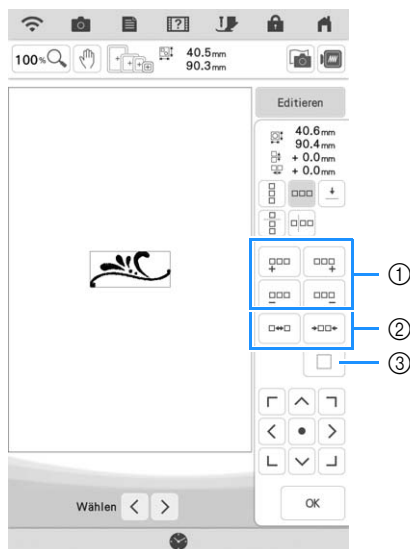 100%
40.5mm
90.3mm
Editieren
40.6mm
90.4mm
+ 0.0mm
+ 0.0mm
①
②
③
Wählen
OK